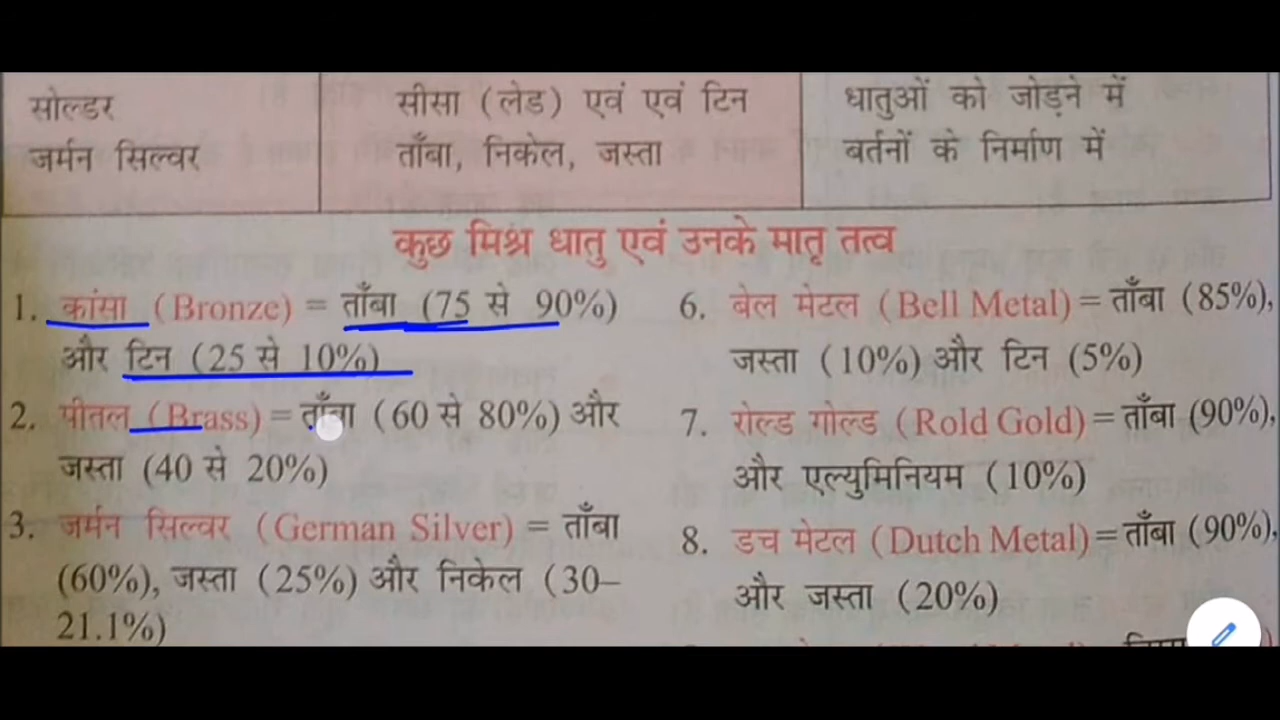 सोल्डर
सीसा (लेड) एवं एवं टिन
धातुओं को जोड़ने में
जर्मन सिल्वर
ताँबा, निकेल, जस्ता
बर्तनों के निर्माण में
कुछ मिश्र धातु एवं उनके मातृ तत्व
1. कांसा (Bronze) = ताँबा (75 से 90%)
और टिन (25 से 10%)
2. पीतल (Brass) = ताँबा (60 से 80%) और
जस्ता (40 से 20%)
3. जर्मन सिल्वर (German Silver) = ताँबा
(60%), जस्ता (25%) और निकेल (30–
21.1%)
6. बेल मेटल (Bell Metal) = ताँबा (85%),
जस्ता (10%) और टिन (5%)
7. रोल्ड गोल्ड (Rold Gold) = ताँबा (90%),
और एल्युमिनियम (10%)
8. डच मेटल (Dutch Metal) = ताँबा (90%),
और जस्ता (20%)